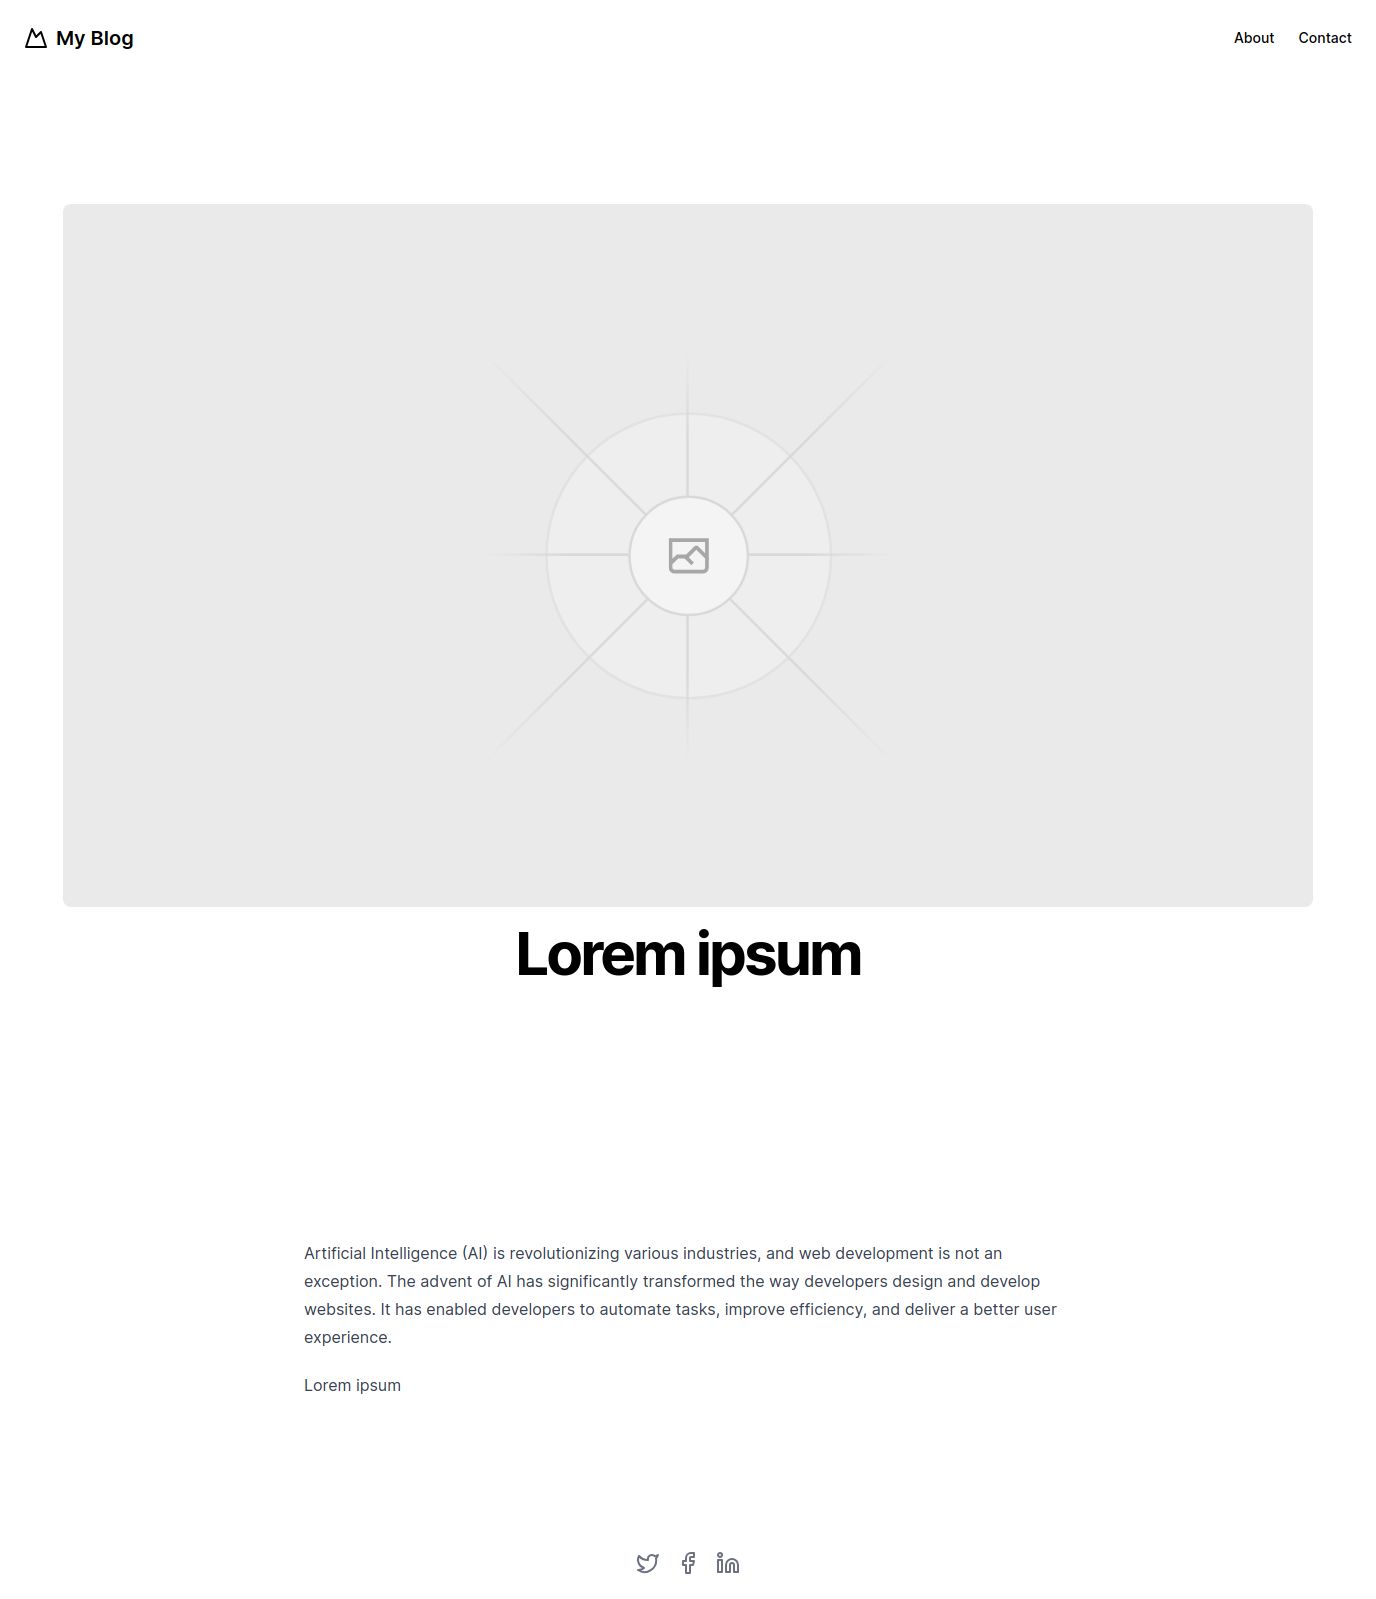 My Blog
About
Contact
Lorem ipsum
Artificial Intelligence (AI) is revolutionizing various industries, and web development is not an
exception. The advent of AI has significantly transformed the way developers design and develop
websites. It has enabled developers to automate tasks, improve efficiency, and deliver a better user
experience.
Lorem ipsum